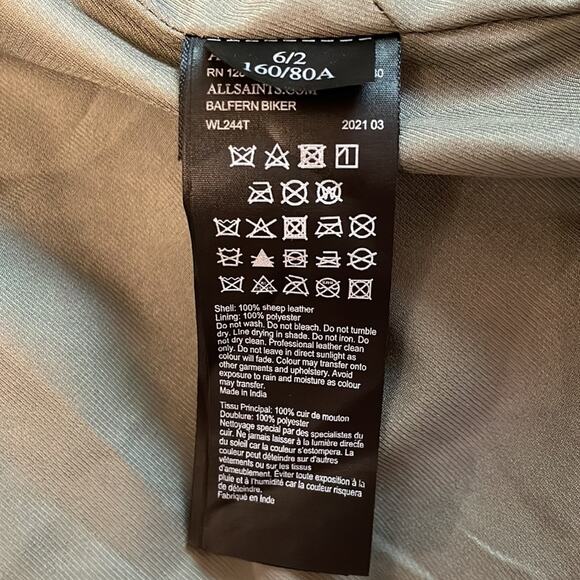 6/2
160/80A
RN 12
ALLSAINTS.COM
BALFERN BIKER
WL244T 2021 03
Shell: 100% sheep leather
Lining: 100% polyester
Do not wash. Do not bleach. Do not tumble
dry. Line drying in shade. Do not iron. Do
not dry clean. Professional leather clean
only. Do not leave in direct sunlight as
colour will fade. Colour may transfer onto
other garments and upholstery. Avoid
exposure to rain and moisture as colour
may transfer.
Made in India
Tissu Principal: 100% cuir de mouton
Doublure: 100% polyester
Nettoyage special par des specialistes du
cuir. Ne jamais laisser à la lumière directe
du soleil car la couleur s'estompera. La
couleur peut déteindre sur d'autres
vêtements ou sur les tissus
d'ameublement. Éviter toute exposition à la
pluie et à l'humidité car la couleur risquera
de déteindre.
Fabriqué en Inde